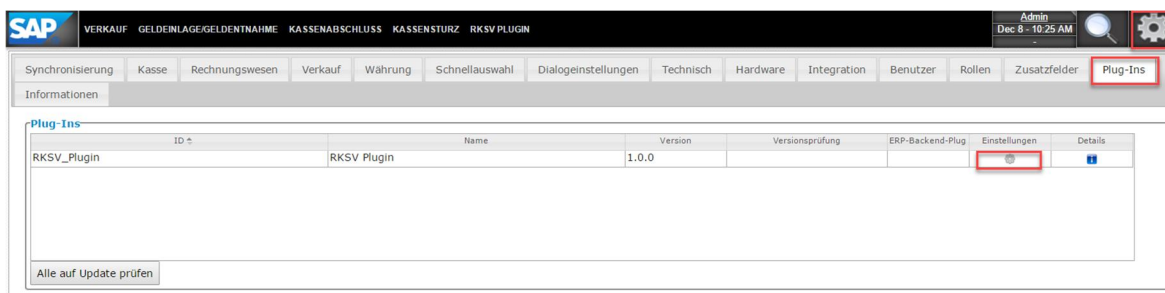 SAP
VERKAUF GELDEINLAGE/GELDENTNAHME KASSENABSCHLUSS KASSENSTURZ RKSV PLUGIN
Admin
Dec 8 - 10:25 AM
-
Synchronisierung Kasse Rechnungswesen Verkauf Währung Schnellauswahl Dialogeinstellungen Technisch Hardware Integration Benutzer Rollen Zusatzfelder Plug-Ins
Informationen
Plug-Ins
ID Name Version Versionsprüfung ERP-Backend-Plug Einstellungen Details
RKSV_Plugin RKSV Plugin 1.0.0
Alle auf Update prüfen